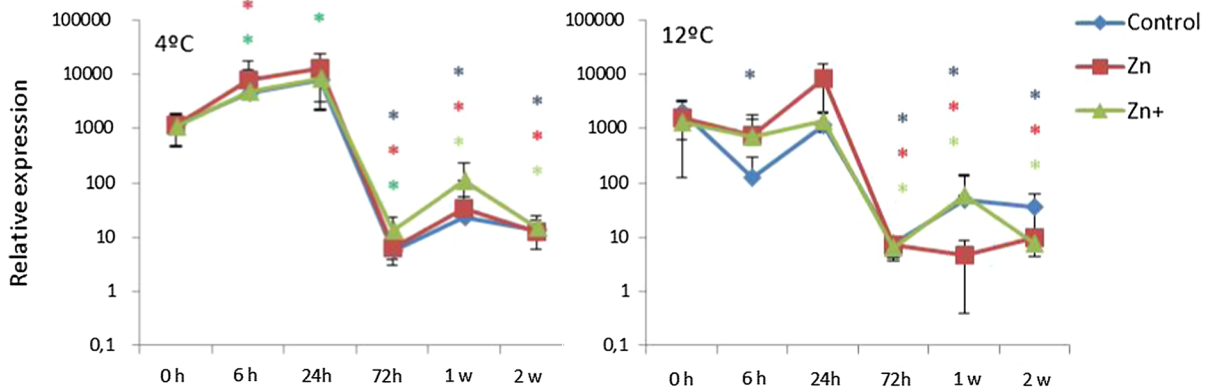 Relative expression
100000
10000
1000
100
10
1
0,1
4ºC
* *
*
* * *
* * *
* * *
0 h 6 h 24h 72h 1 w 2 w
100000
10000
1000
100
10
1
0,1
12ºC
*
* * *
* * *
* * *
0 h 6 h 24h 72h 1 w 2 w
Control
Zn
Zn+